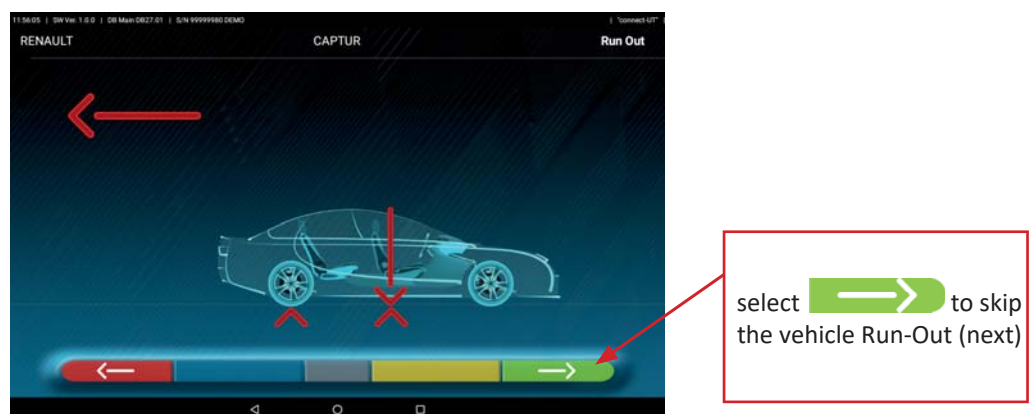 11:56:05 | SW Ver. 1.0.0 | DB Main DB27.01 | S/N 99999980 DEMO | "connect-UT" |
RENAULT CAPTUR Run Out
select to skip
the vehicle Run-Out (next)